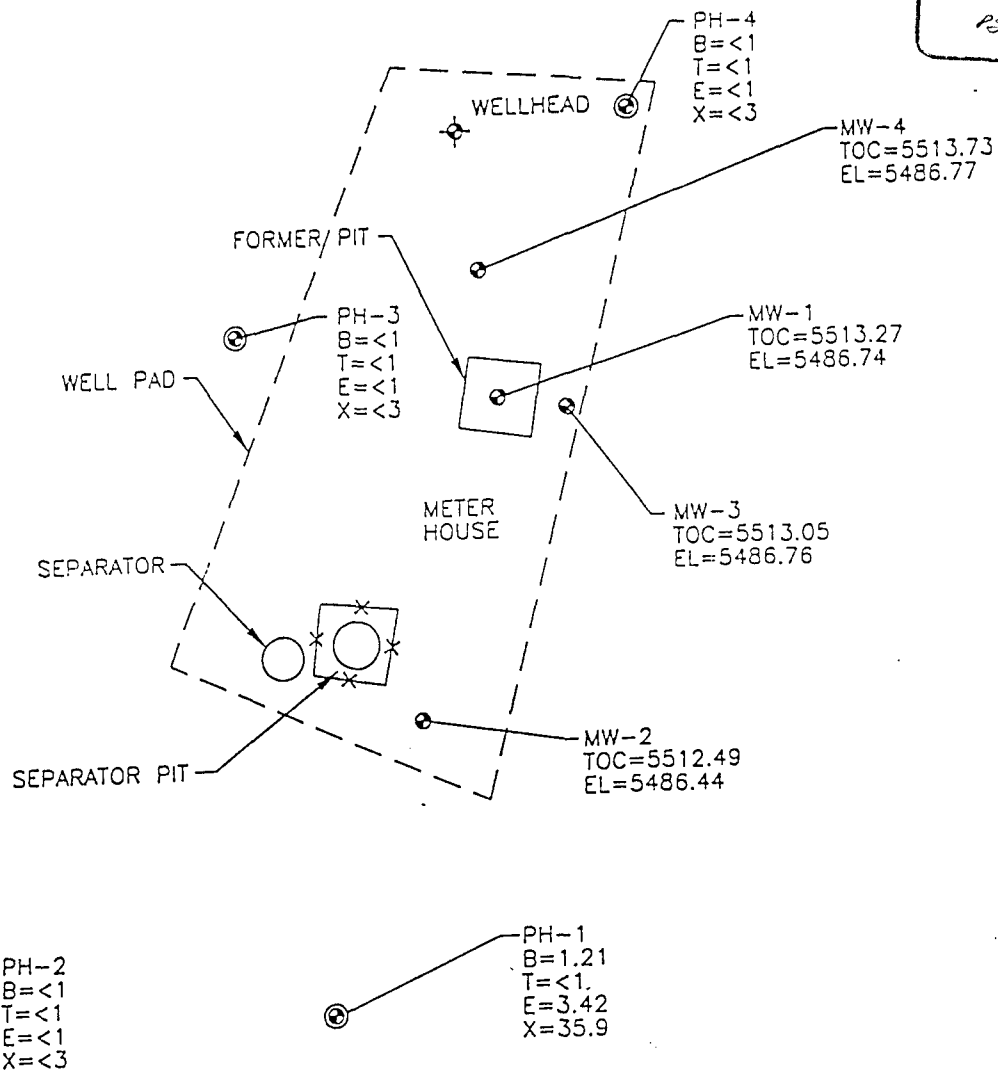 PH-4
B=<1
T=<1
E=<1
X=<3
WELLHEAD
MW-4
TOC=5513.73
EL=5486.77
FORMER PIT
PH-3
B=<1
T=<1
E=<1
X=<3
MW-1
TOC=5513.27
EL=5486.74
WELL PAD
METER
HOUSE
MW-3
TOC=5513.05
EL=5486.76
SEPARATOR
MW-2
TOC=5512.49
EL=5486.44
SEPARATOR PIT
PH-2
B=<1
T=<1
E=<1
X=<3
PH-1
B=1.21
T=<1.
E=3.42
X=35.9